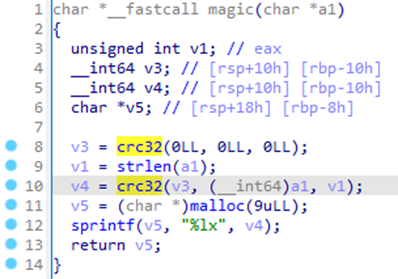 1 char *__fastcall magic(char *a1)
2 {
3 unsigned int v1; // eax
4 __int64 v3; // [rsp+10h] [rbp-10h]
5 __int64 v4; // [rsp+10h] [rbp-10h]
6 char *v5; // [rsp+18h] [rbp-8h]
7
8 v3 = crc32(0LL, 0LL, 0LL);
9 v1 = strlen(a1);
10 v4 = crc32(v3, (__int64)a1, v1);
11 v5 = (char *)malloc(9uLL);
12 sprintf(v5, "%lx", v4);
13 return v5;
14 }